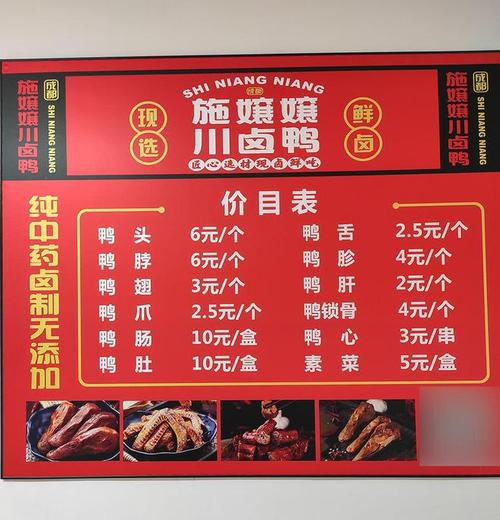 成都
施嬢嬢川卤鸭
SHI NIANG NIANG
现选
SHI NIANG NIANG
成都
施嬢嬢
川卤鸭
匠心选材现卤鲜吃
鲜卤
成都
施嬢嬢川卤鸭
SHI NIANG NIANG
纯中药卤制无添加
价目表
鸭头 6元/个 鸭舌 2.5元/个
鸭脖 6元/个 鸭胗 4元/个
鸭翅 3元/个 鸭肝 2元/个
鸭爪 2.5元/个 鸭锁骨 4元/个
鸭肠 10元/盒 鸭心 3元/串
鸭肚 10元/盒 素菜 5元/盒